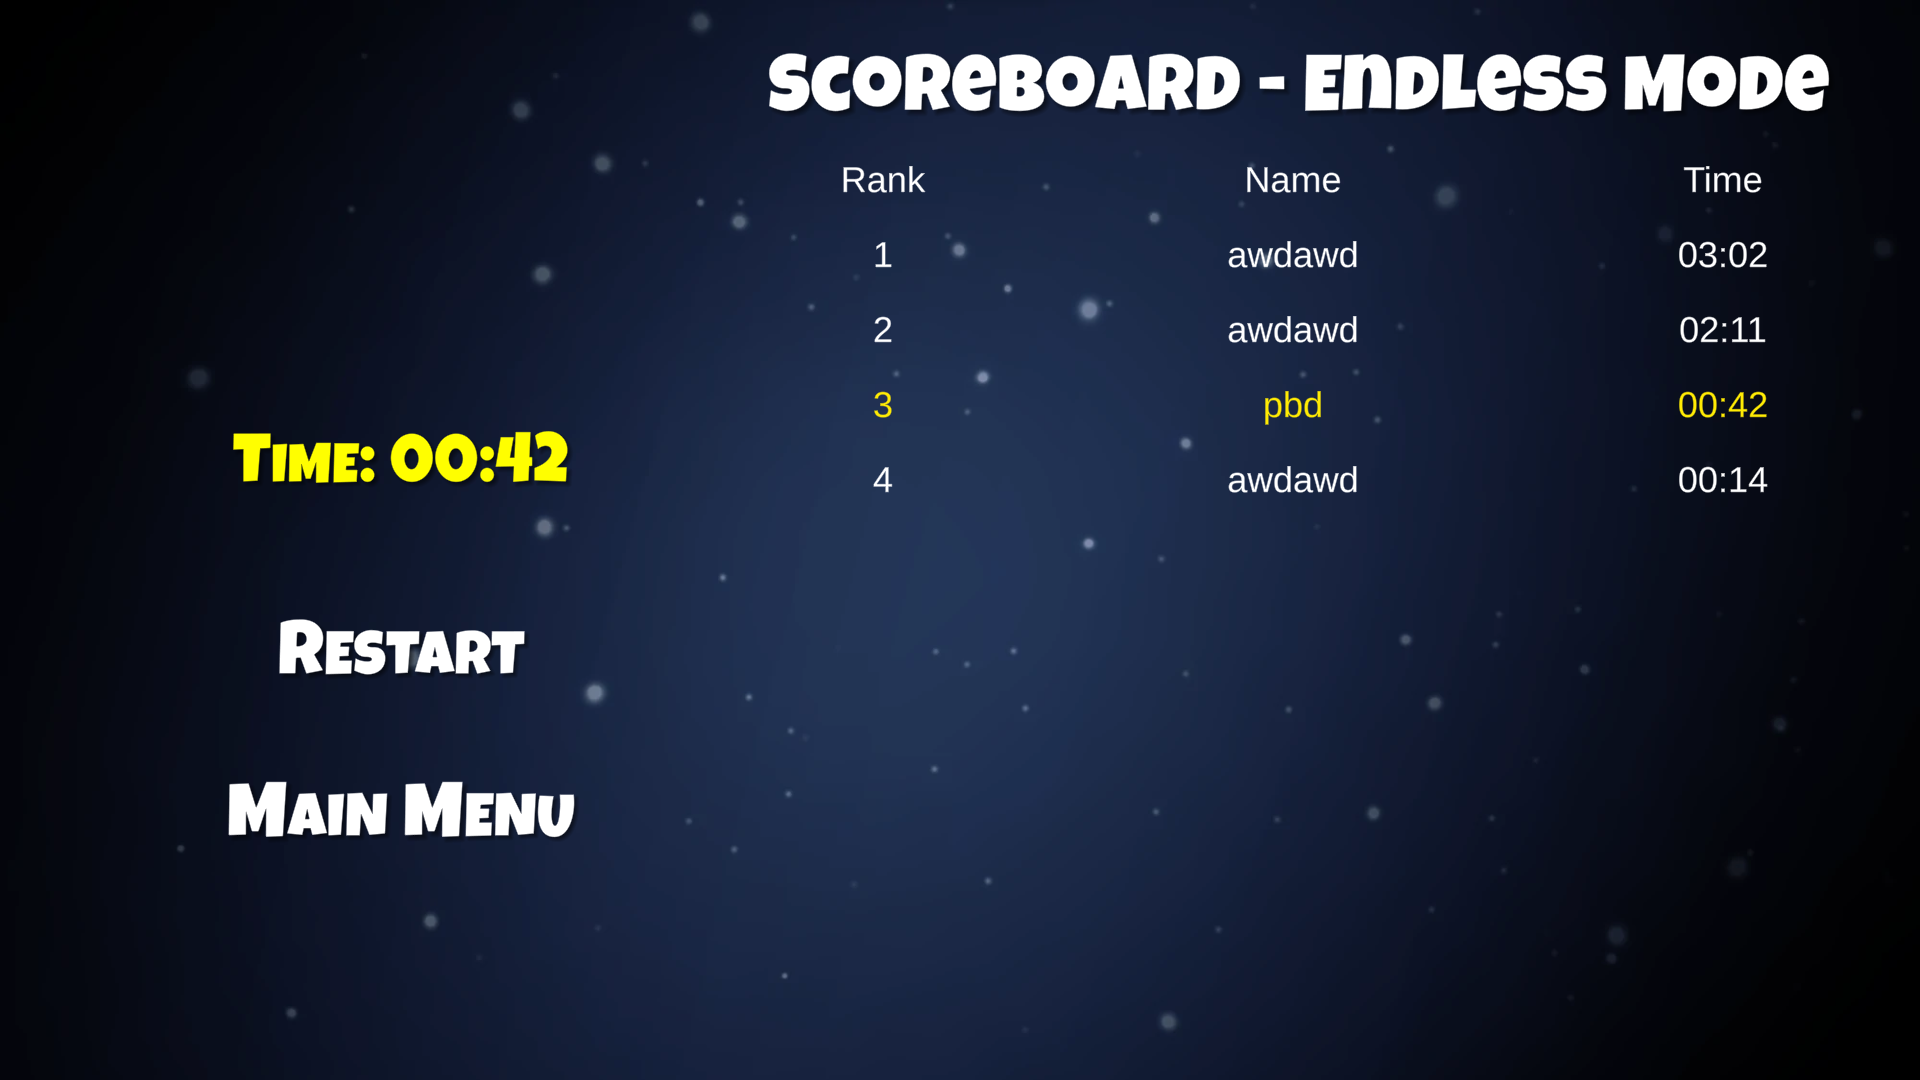 Scoreboard - Endless Mode
Rank Name Time
1 awdawd 03:02
2 awdawd 02:11
3 pbd 00:42
4 awdawd 00:14
Time: 00:42
Restart
Main Menu